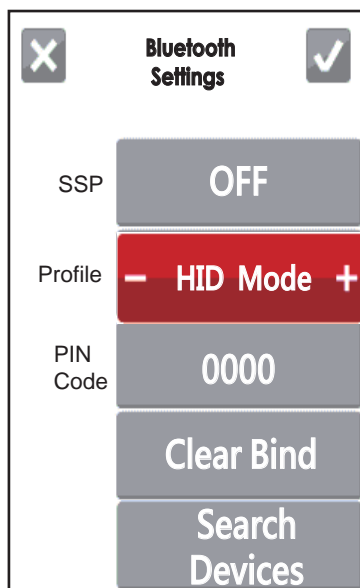 Bluetooth
Settings
SSP OFF
Profile − HID Mode +
PIN
Code 0000
Clear Bind
Search
Devices